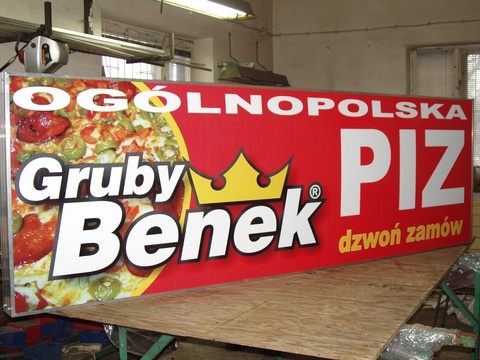 OGÓLNOPOLSKA
Gruby
Benek®
PIZ
dzwoń zamów